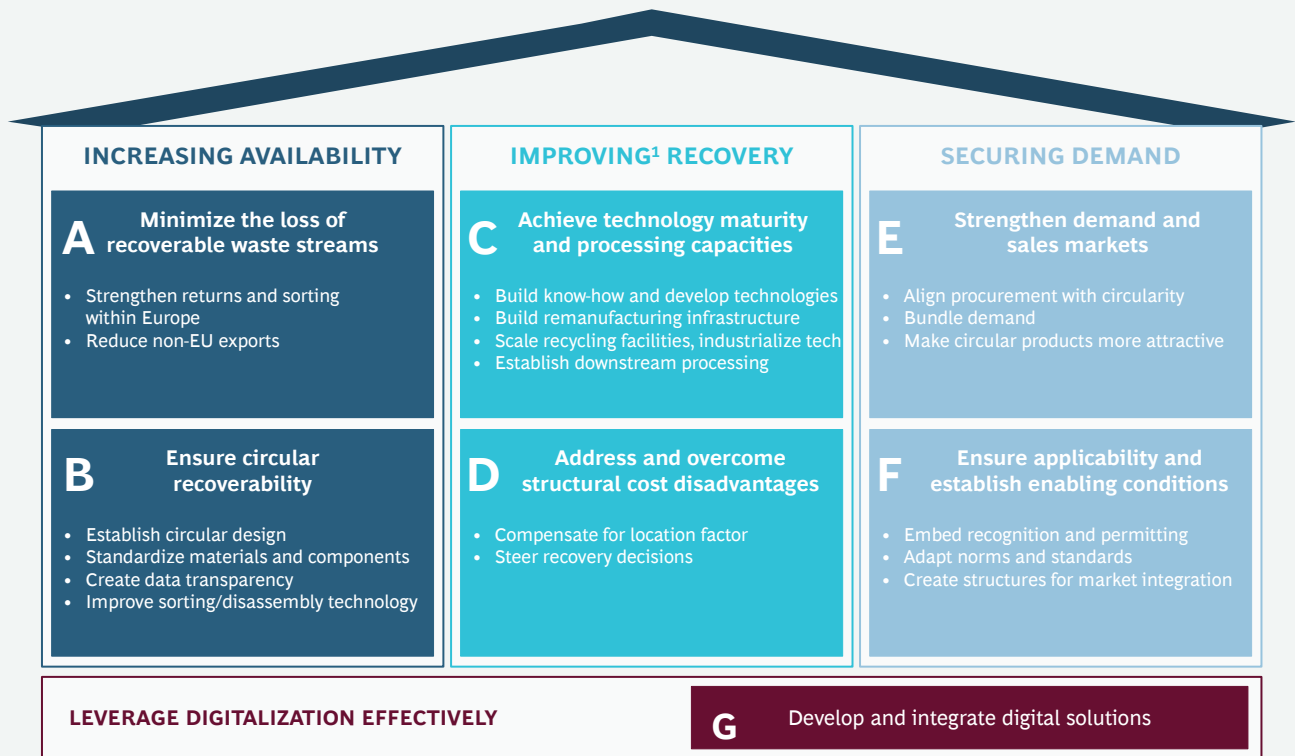 INCREASING AVAILABILITY
A
Minimize the loss of
recoverable waste streams
• Strengthen returns and sorting
within Europe
• Reduce non-EU exports
B
Ensure circular
recoverability
• Establish circular design
• Standardize materials and components
• Create data transparency
• Improve sorting/disassembly technology
IMPROVING¹ RECOVERY
C
Achieve technology maturity
and processing capacities
• Build know-how and develop technologies
• Build remanufacturing infrastructure
• Scale recycling facilities, industrialize tech
• Establish downstream processing
D
Address and overcome
structural cost disadvantages
• Compensate for location factor
• Steer recovery decisions
SECURING DEMAND
E
Strengthen demand and
sales markets
• Align procurement with circularity
• Bundle demand
• Make circular products more attractive
F
Ensure applicability and
establish enabling conditions
• Embed recognition and permitting
• Adapt norms and standards
• Create structures for market integration
LEVERAGE DIGITALIZATION EFFECTIVELY
G
Develop and integrate digital solutions